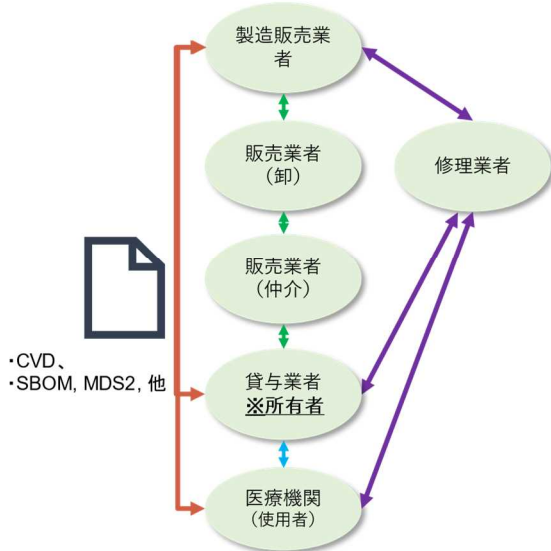 製造販売業
者
販売業者
（卸）
修理業者
販売業者
（仲介）
・CVD、
・SBOM, MDS2, 他
貸与業者
※所有者
医療機関
（使用者）